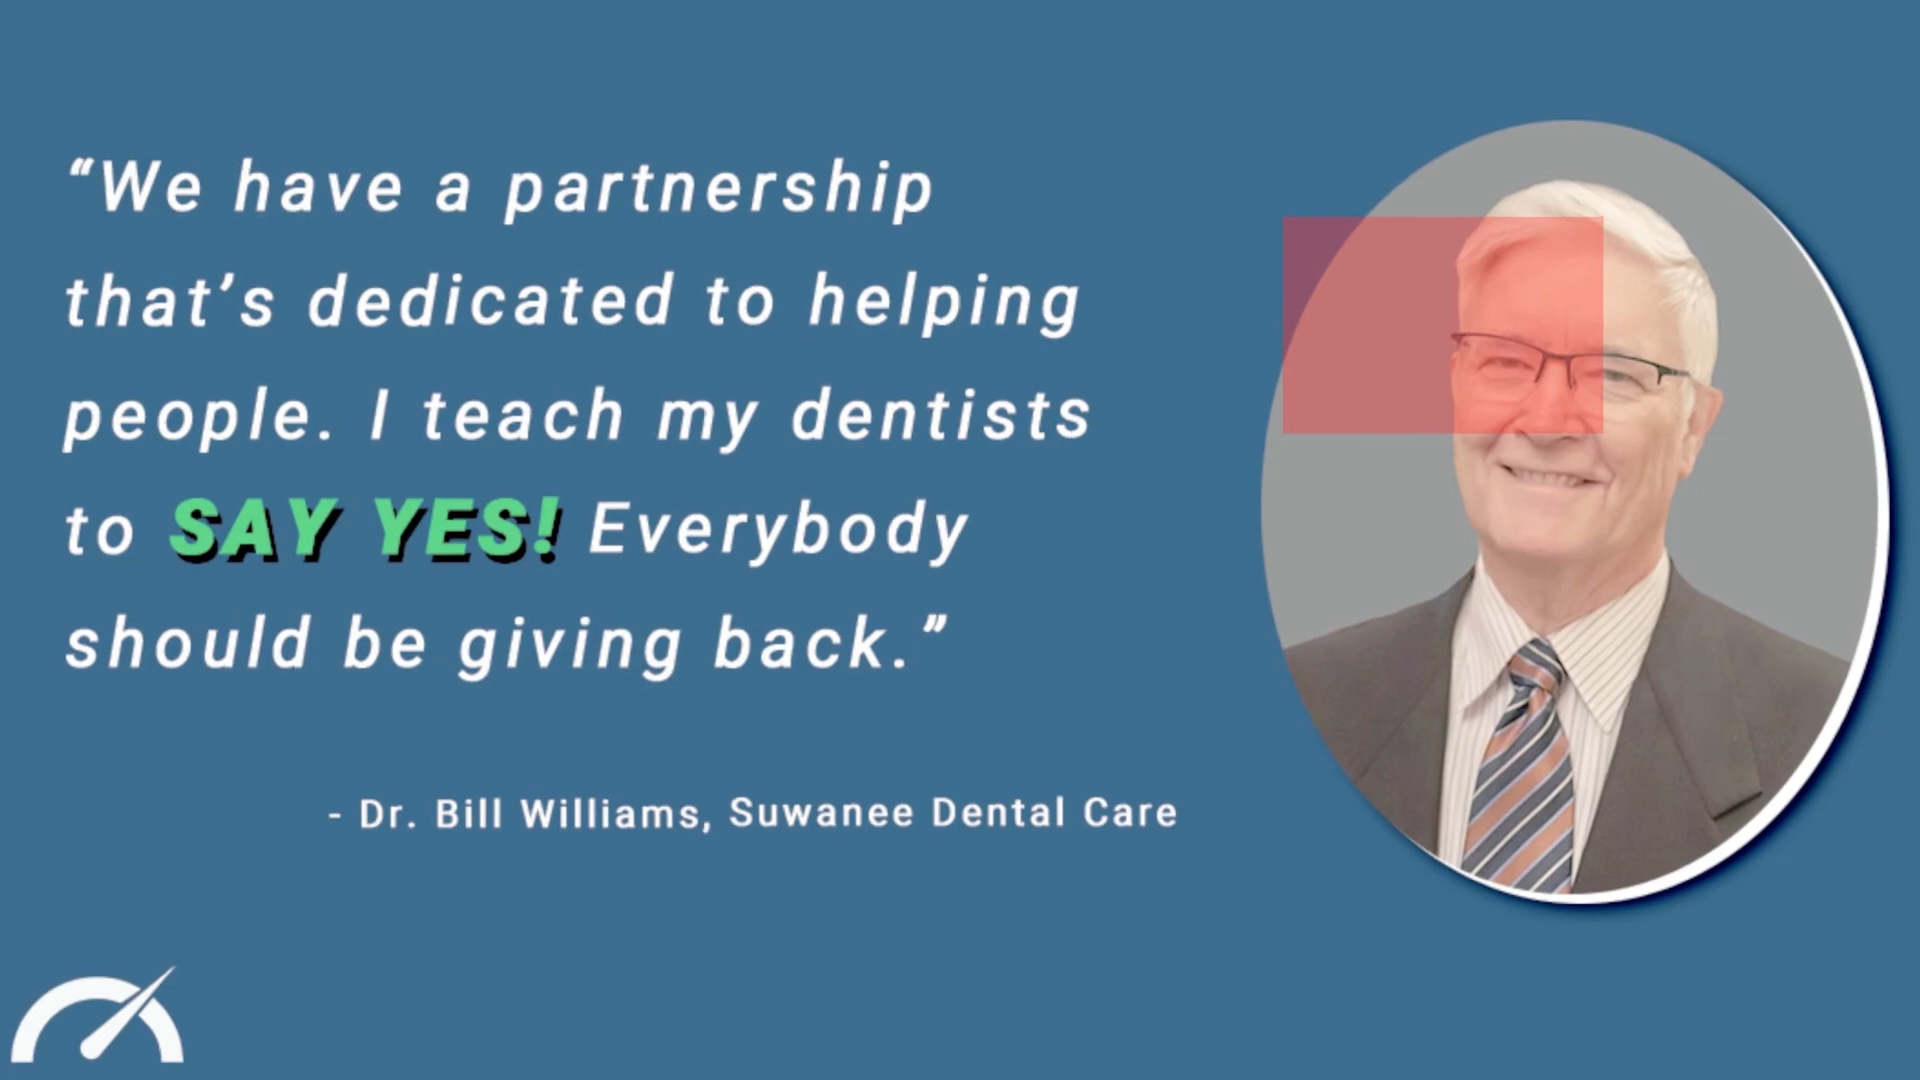 “We have a partnership
that’s dedicated to helping
people. I teach my dentists
to SAY YES! Everybody
should be giving back.”
- Dr. Bill Williams, Suwanee Dental Care